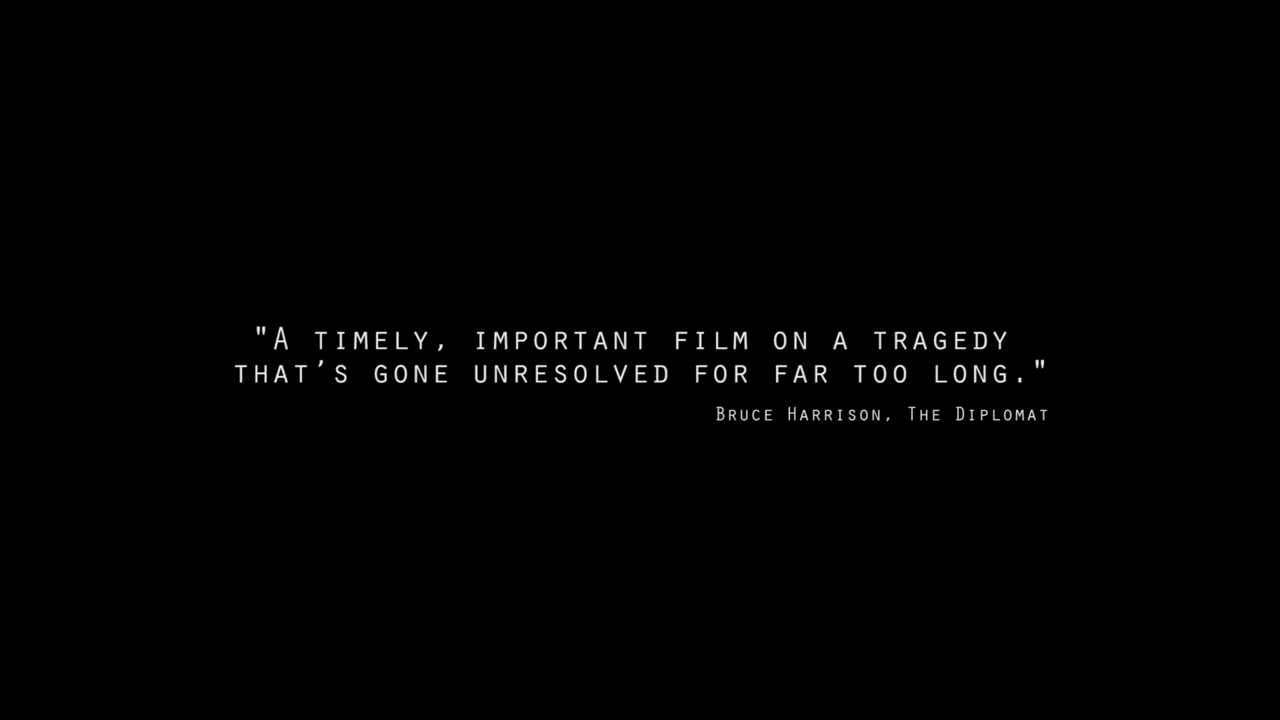 "A TIMELY, IMPORTANT FILM ON A TRAGEDY
THAT'S GONE UNRESOLVED FOR FAR TOO LONG."
BRUCE HARRISON, THE DIPLOMAT